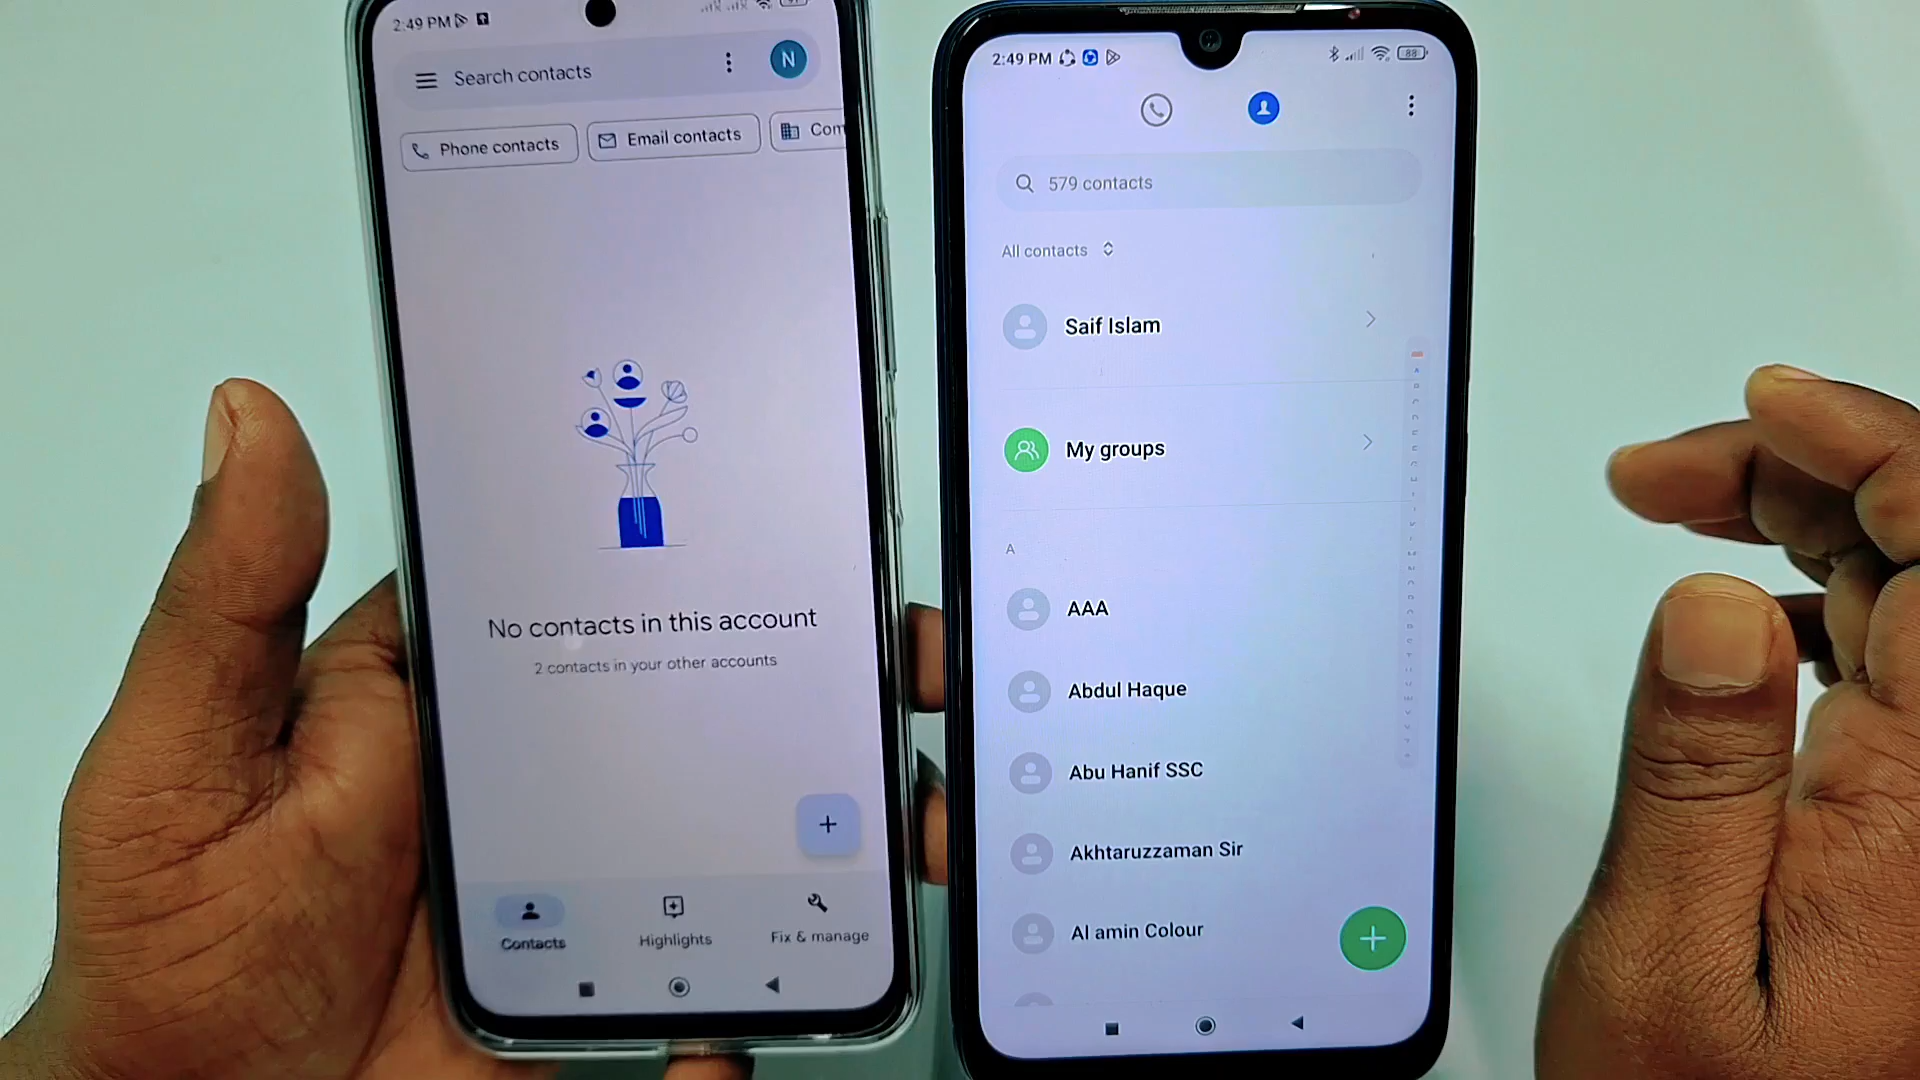 2:49 PM
Search contacts
N
Phone contacts
Email contacts
Com
No contacts in this account
2 contacts in your other accounts
+
Contacts
Highlights
Fix & manage
2:49 PM
88
579 contacts
All contacts
Saif Islam
My groups
A
AAA
Abdul Haque
Abu Hanif SSC
Akhtaruzzaman Sir
Al amin Colour
+